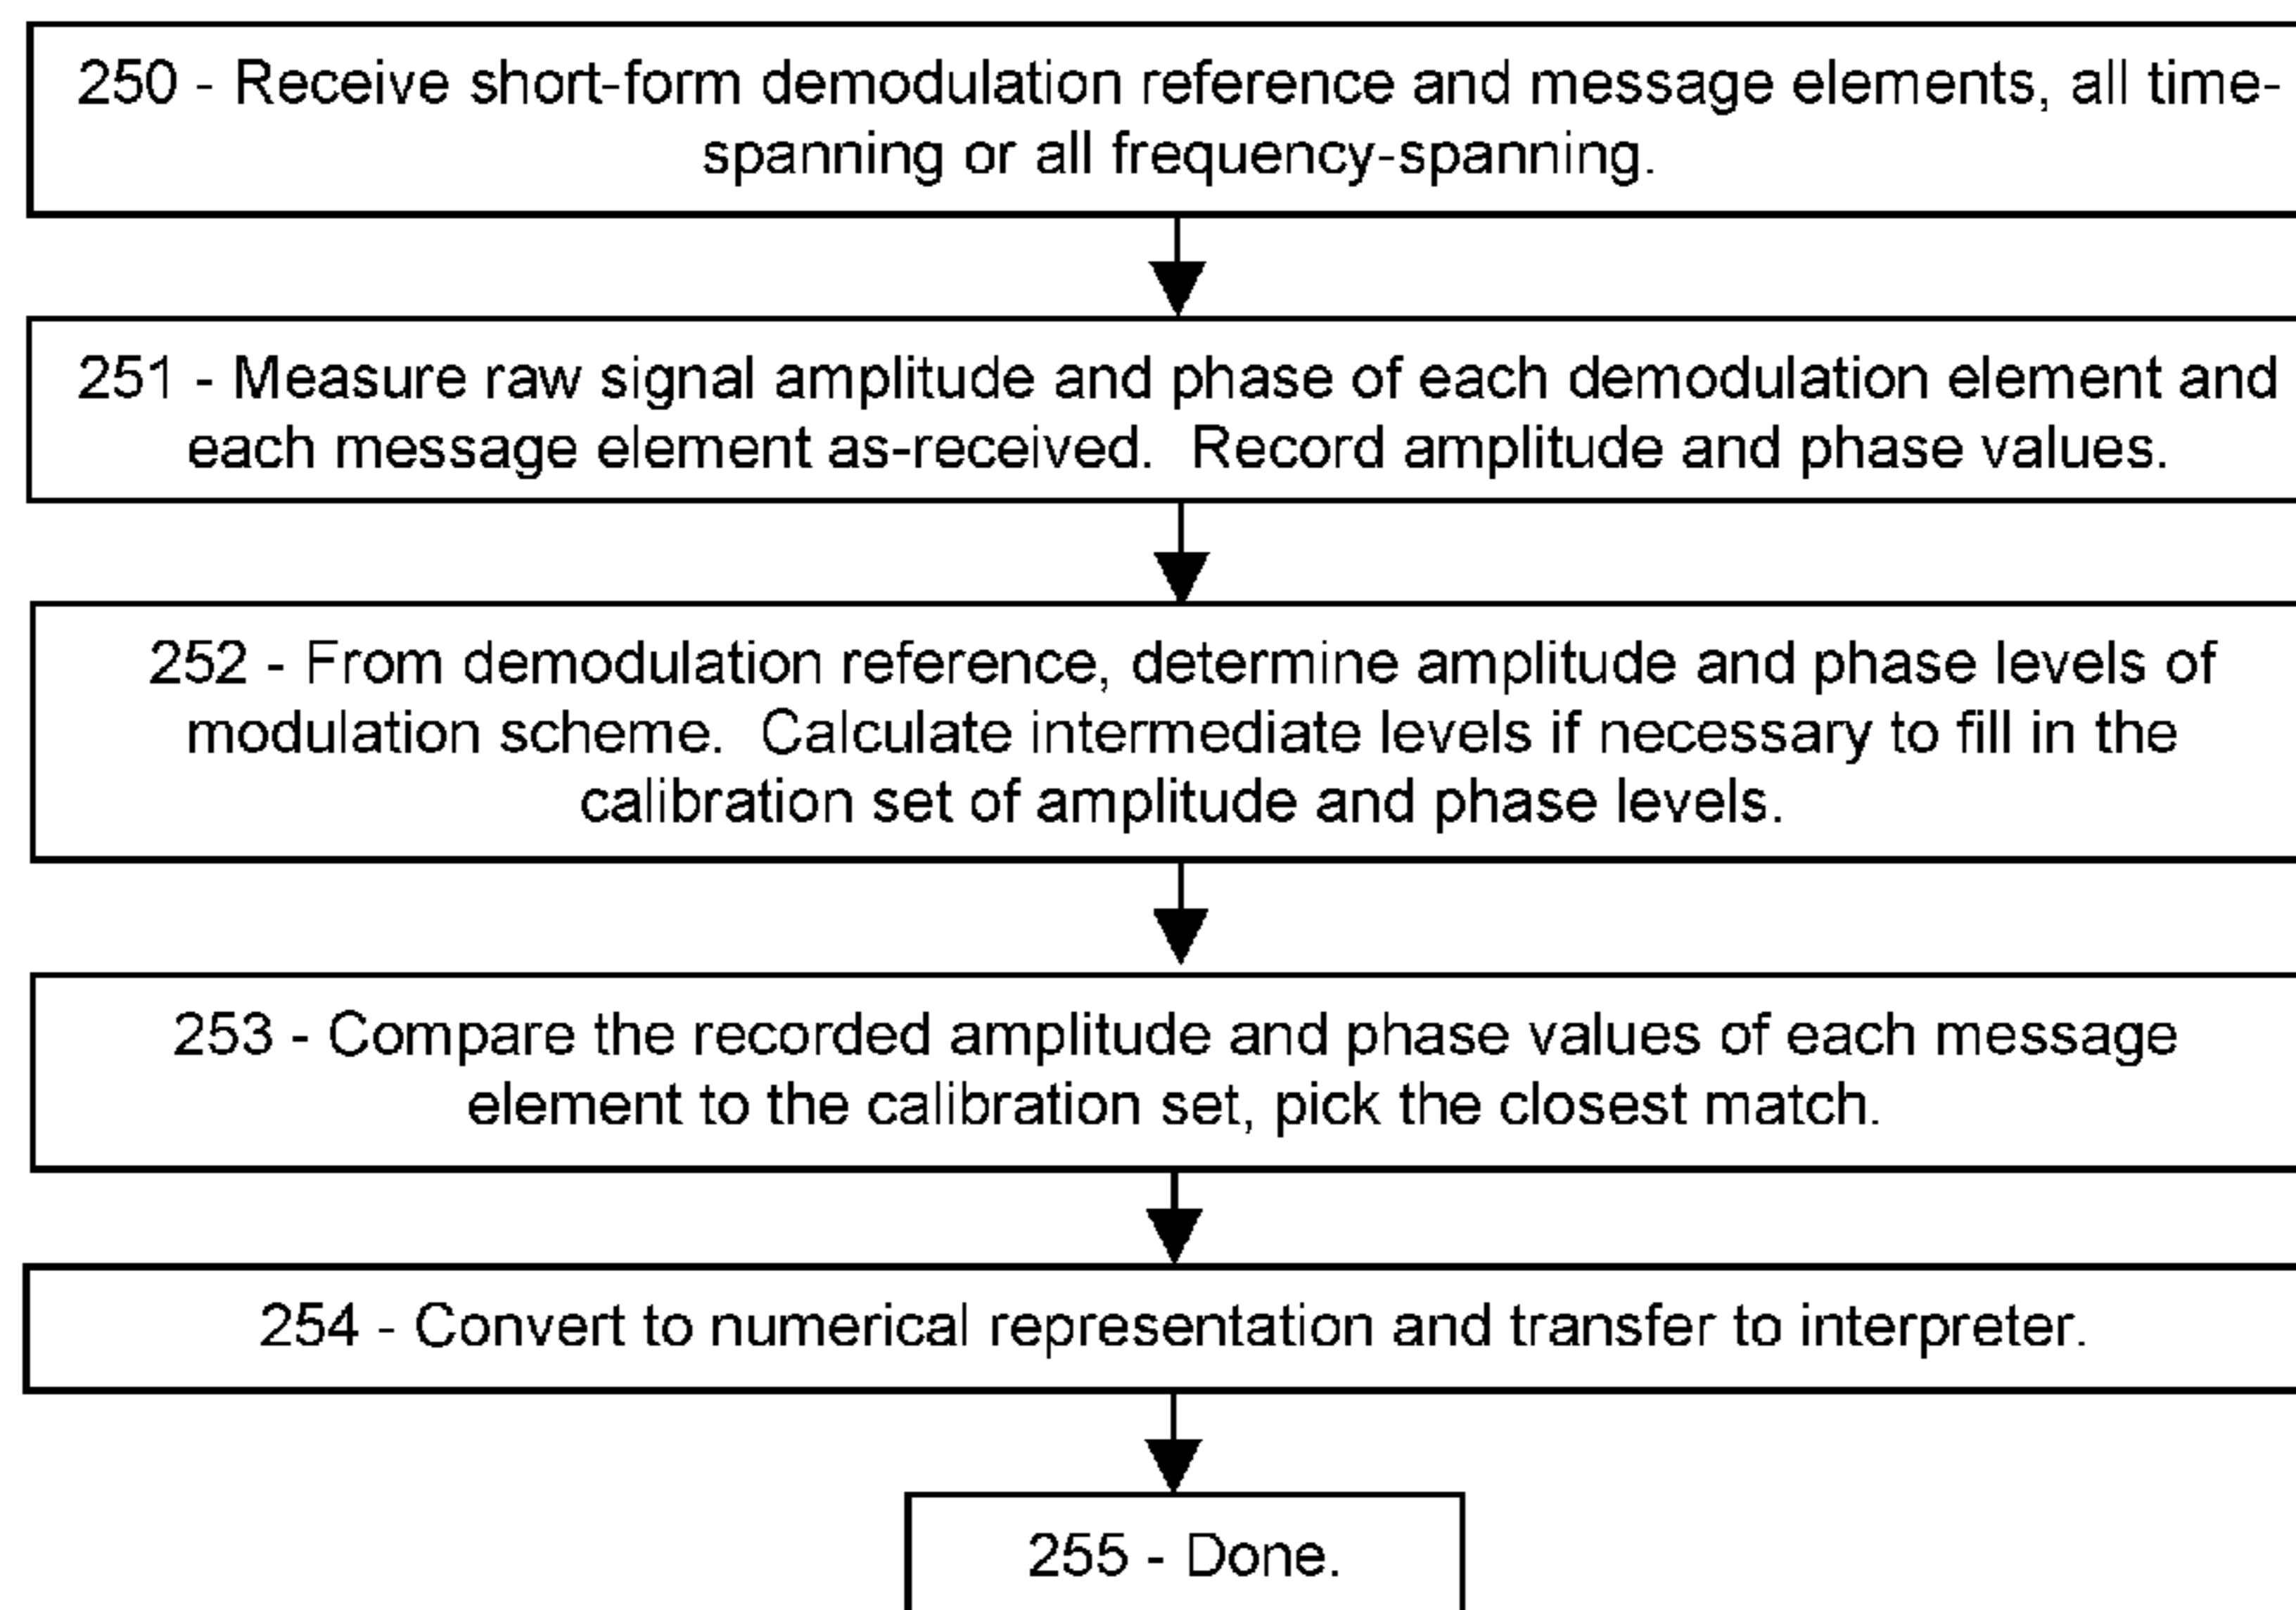 250 - Receive short-form demodulation reference and message elements, all time-
spanning or all frequency-spanning.
251 - Measure raw signal amplitude and phase of each demodulation element and
each message element as-received.  Record amplitude and phase values.
252 - From demodulation reference, determine amplitude and phase levels of
modulation scheme.  Calculate intermediate levels if necessary to fill in the
calibration set of amplitude and phase levels.
253 - Compare the recorded amplitude and phase values of each message
element to the calibration set, pick the closest match.
254 - Convert to numerical representation and transfer to interpreter.
255 - Done.